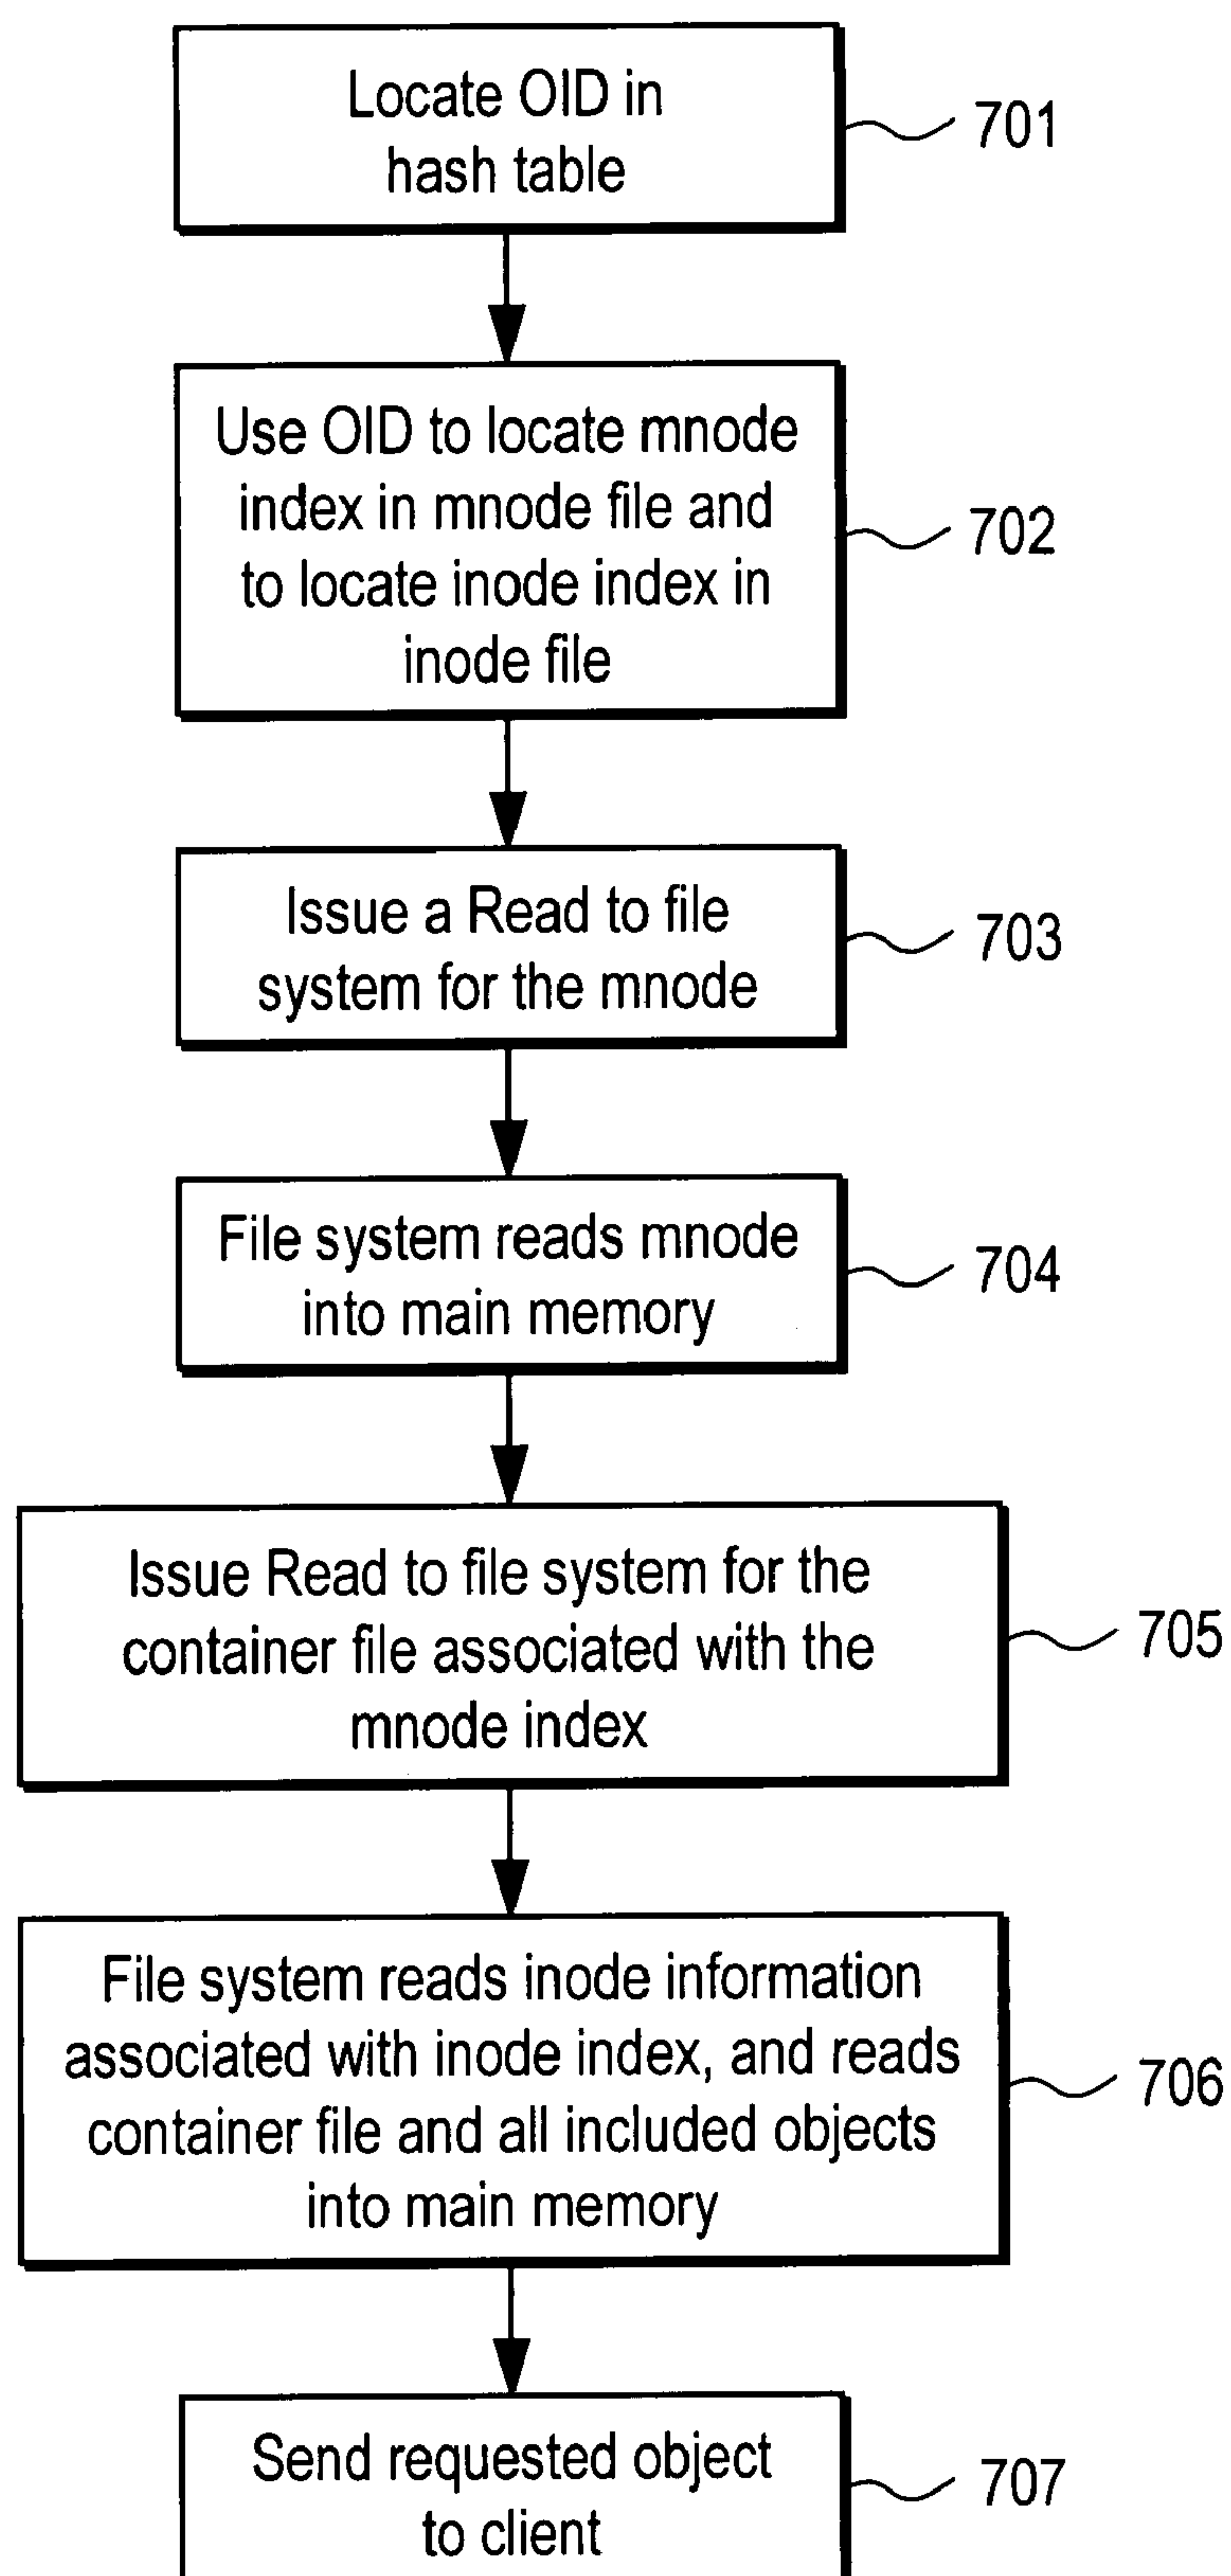 Locate OID in
hash table
701
Use OID to locate mnode
index in mnode file and
to locate inode index in
inode file
702
Issue a Read to file
system for the mnode
703
File system reads mnode
into main memory
704
Issue Read to file system for the
container file associated with the
mnode index
705
File system reads inode information
associated with inode index, and reads
container file and all included objects
into main memory
706
Send requested object
to client
707